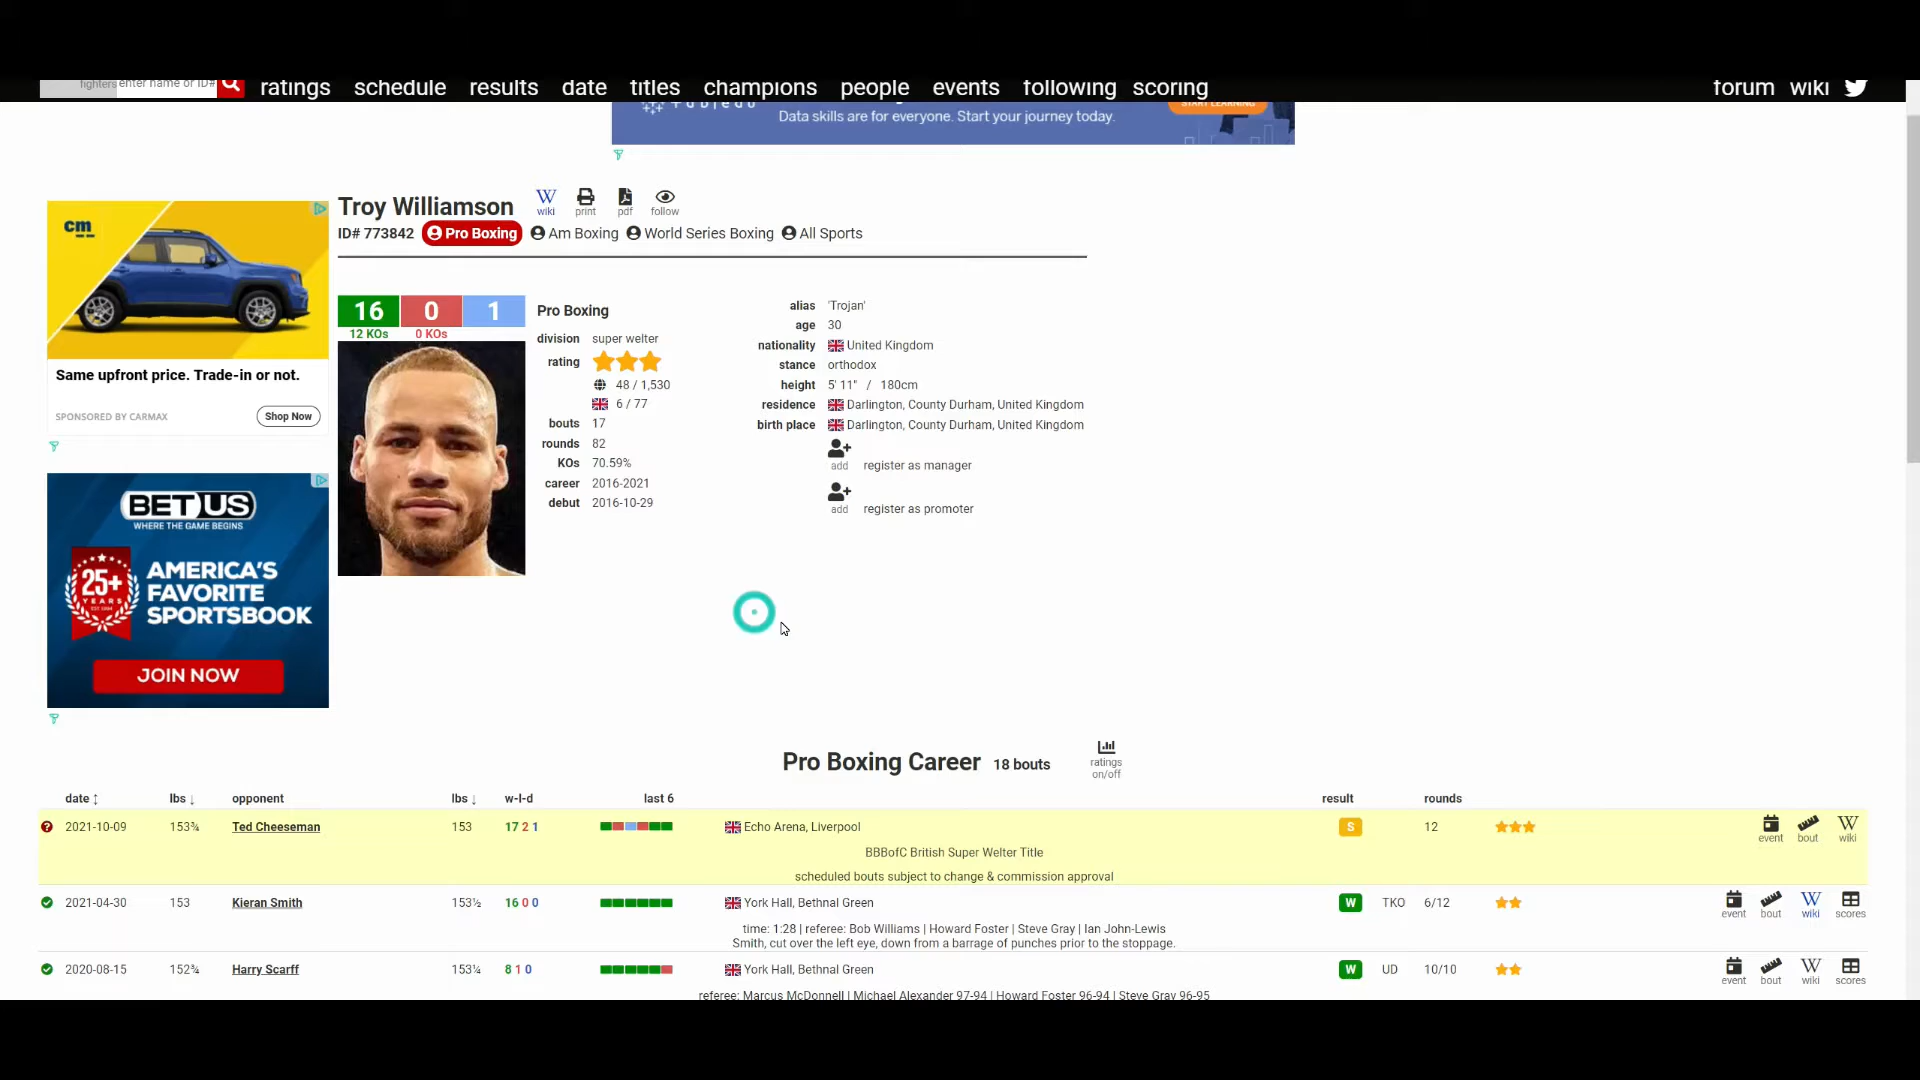 fighters enter name or ID#
ratings schedule results date titles champions people events following scoring forum wiki
START LEARNING
Data skills are for everyone. Start your journey today.
Troy Williamson
W
wiki print pdf follow
ID# 773842 Pro Boxing Am Boxing World Series Boxing All Sports
cm
Same upfront price. Trade-in or not.
SPONSORED BY CARMAX Shop Now
BETUS
WHERE THE GAME BEGINS
25+
YEARS
AMERICA'S
FAVORITE
SPORTSBOOK
JOIN NOW
16 0 1
12 KOs 0 KOs
Pro Boxing
division super welter
rating
48 / 1,530
6 / 77
bouts 17
rounds 82
KOs 70.59%
career 2016-2021
debut 2016-10-29
alias 'Trojan'
age 30
nationality United Kingdom
stance orthodox
height 5' 11" / 180cm
residence Darlington, County Durham, United Kingdom
birth place Darlington, County Durham, United Kingdom
add register as manager
add register as promoter
Pro Boxing Career 18 bouts
ratings
on/off
date lbs opponent lbs w-l-d last 6 result rounds
2021-10-09 153¾ Ted Cheeseman 153 17 2 1 Echo Arena, Liverpool S 12 event bout W wiki
BBBofC British Super Welter Title
scheduled bouts subject to change & commission approval
2021-04-30 153 Kieran Smith 153½ 16 0 0 York Hall, Bethnal Green W TKO 6/12 event bout W wiki scores
time: 1:28 | referee: Bob Williams | Howard Foster | Steve Gray | Ian John-Lewis
Smith, cut over the left eye, down from a barrage of punches prior to the stoppage.
2020-08-15 152¾ Harry Scarff 153¼ 8 1 0 York Hall, Bethnal Green W UD 10/10 event bout W wiki scores
referee: Marcus McDonnell | Michael Alexander 97-94 | Howard Foster 96-94 | Steve Gray 96-95